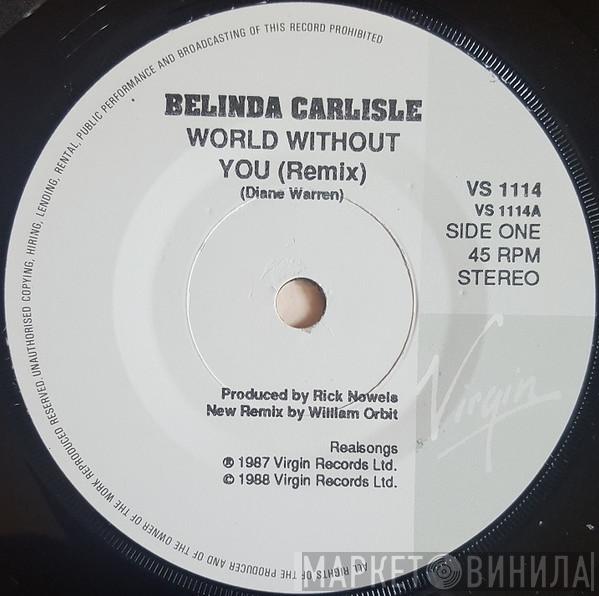 ALL RIGHTS OF THE PRODUCER AND OF THE OWNER OF THE WORK REPRODUCED RESERVED. UNAUTHORISED COPYING, HIRING, LENDING, RENTAL, PUBLIC PERFORMANCE AND BROADCASTING OF THIS RECORD PROHIBITED
BELINDA CARLISLE
WORLD WITHOUT
YOU (Remix)
(Diane Warren)
VS 1114
VS 1114A
SIDE ONE
45 RPM
STEREO
Produced by Rick Nowels
New Remix by William Orbit
Virgin
Realsongs
℗ 1987 Virgin Records Ltd.
© 1988 Virgin Records Ltd.
МАРКЕТ ВИНИЛА